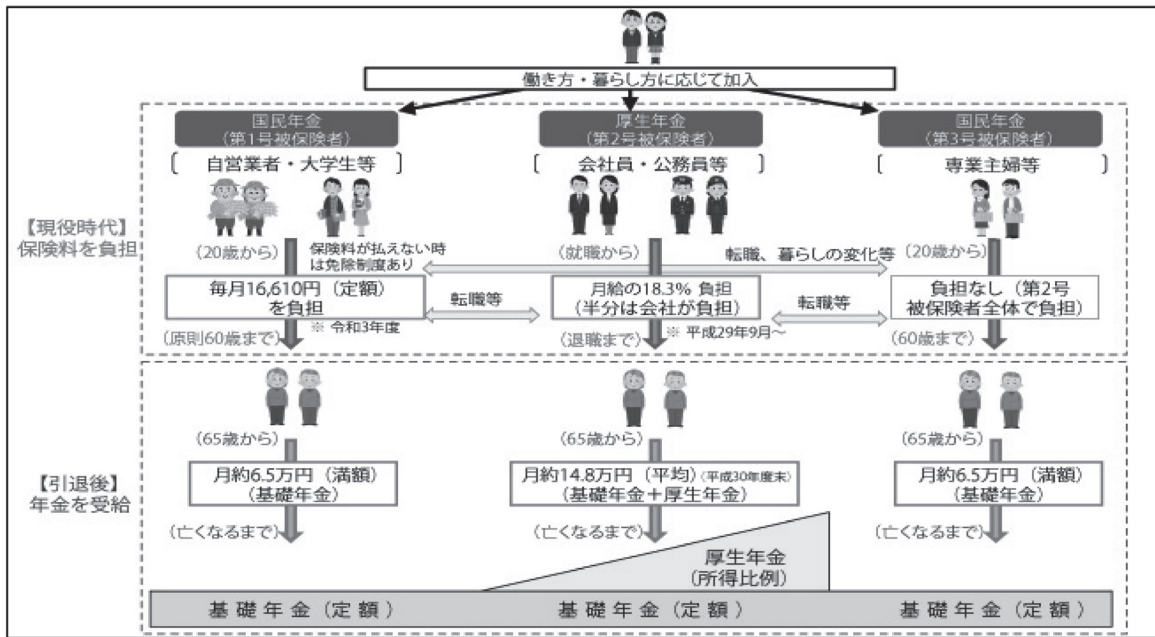 働き方・暮らし方に応じて加入
国民年金
（第1号被保険者）
〔 自営業者・大学生等 〕
厚生年金
（第2号被保険者）
〔 会社員・公務員等 〕
国民年金
（第3号被保険者）
〔 専業主婦等 〕
【現役時代】
保険料を負担
（20歳から）
保険料が払えない時
は免除制度あり
（就職から）
転職、暮らしの変化等
（20歳から）
毎月16,610円（定額）
を負担
転職等
月給の18.3% 負担
（半分は会社が負担）
転職等
負担なし（第2号
被保険者全体で負担）
※ 令和3年度
（原則60歳まで）
※ 平成29年9月～
（退職まで）
（60歳まで）
【引退後】
年金を受給
（65歳から）
月約6.5万円（満額）
（基礎年金）
（亡くなるまで）
（65歳から）
月約14.8万円（平均）（平成30年度末）
（基礎年金＋厚生年金）
（亡くなるまで）
（65歳から）
月約6.5万円（満額）
（基礎年金）
（亡くなるまで）
厚生年金
（所得比例）
基礎年金（定額）
基礎年金（定額）
基礎年金（定額）